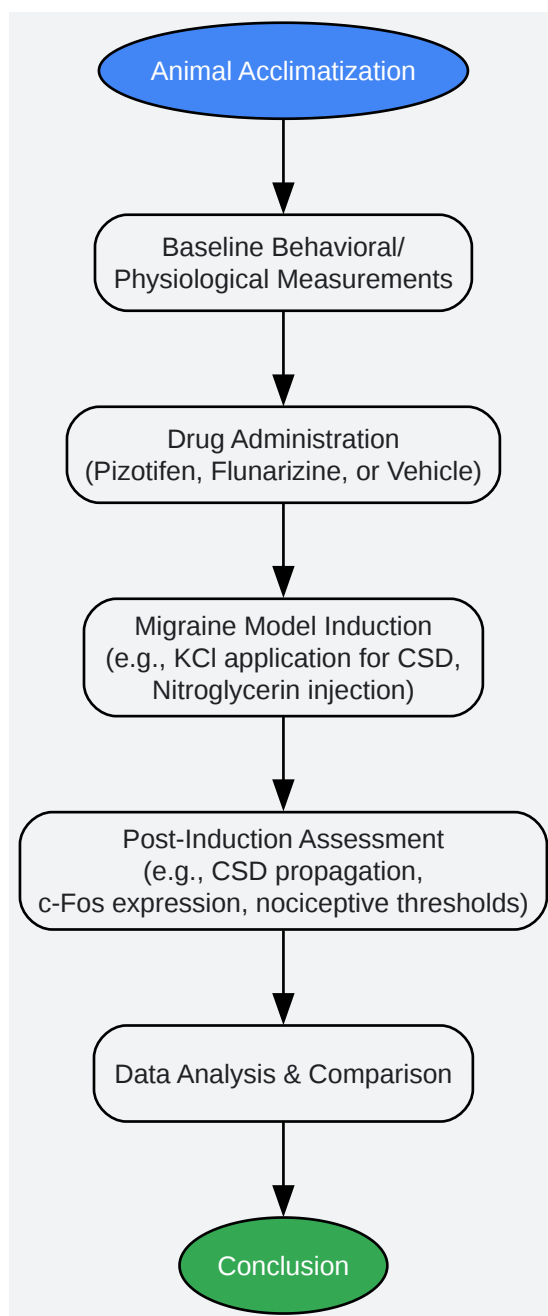 Animal Acclimatization
Baseline Behavioral/
Physiological Measurements
Drug Administration
(Pizotifen, Flunarizine, or Vehicle)
Migraine Model Induction
(e.g., KCl application for CSD,
Nitroglycerin injection)
Post-Induction Assessment
(e.g., CSD propagation,
c-Fos expression, nociceptive thresholds)
Data Analysis & Comparison
Conclusion